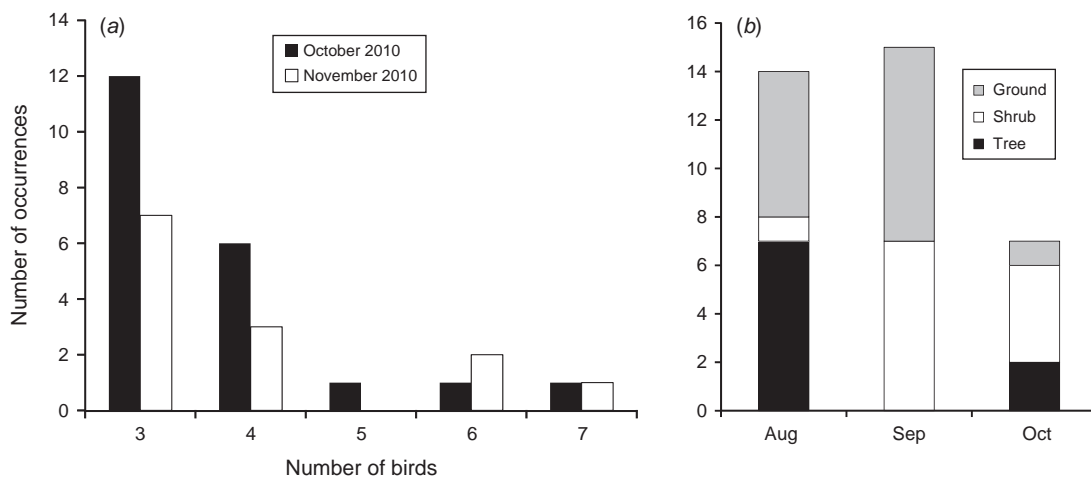 (a)
14
12
10
8
6
4
2
0
Number of occurrences
October 2010
November 2010
3 4 5 6 7
Number of birds
(b)
16
14
12
10
8
6
4
2
0
Ground
Shrub
Tree
Aug Sep Oct